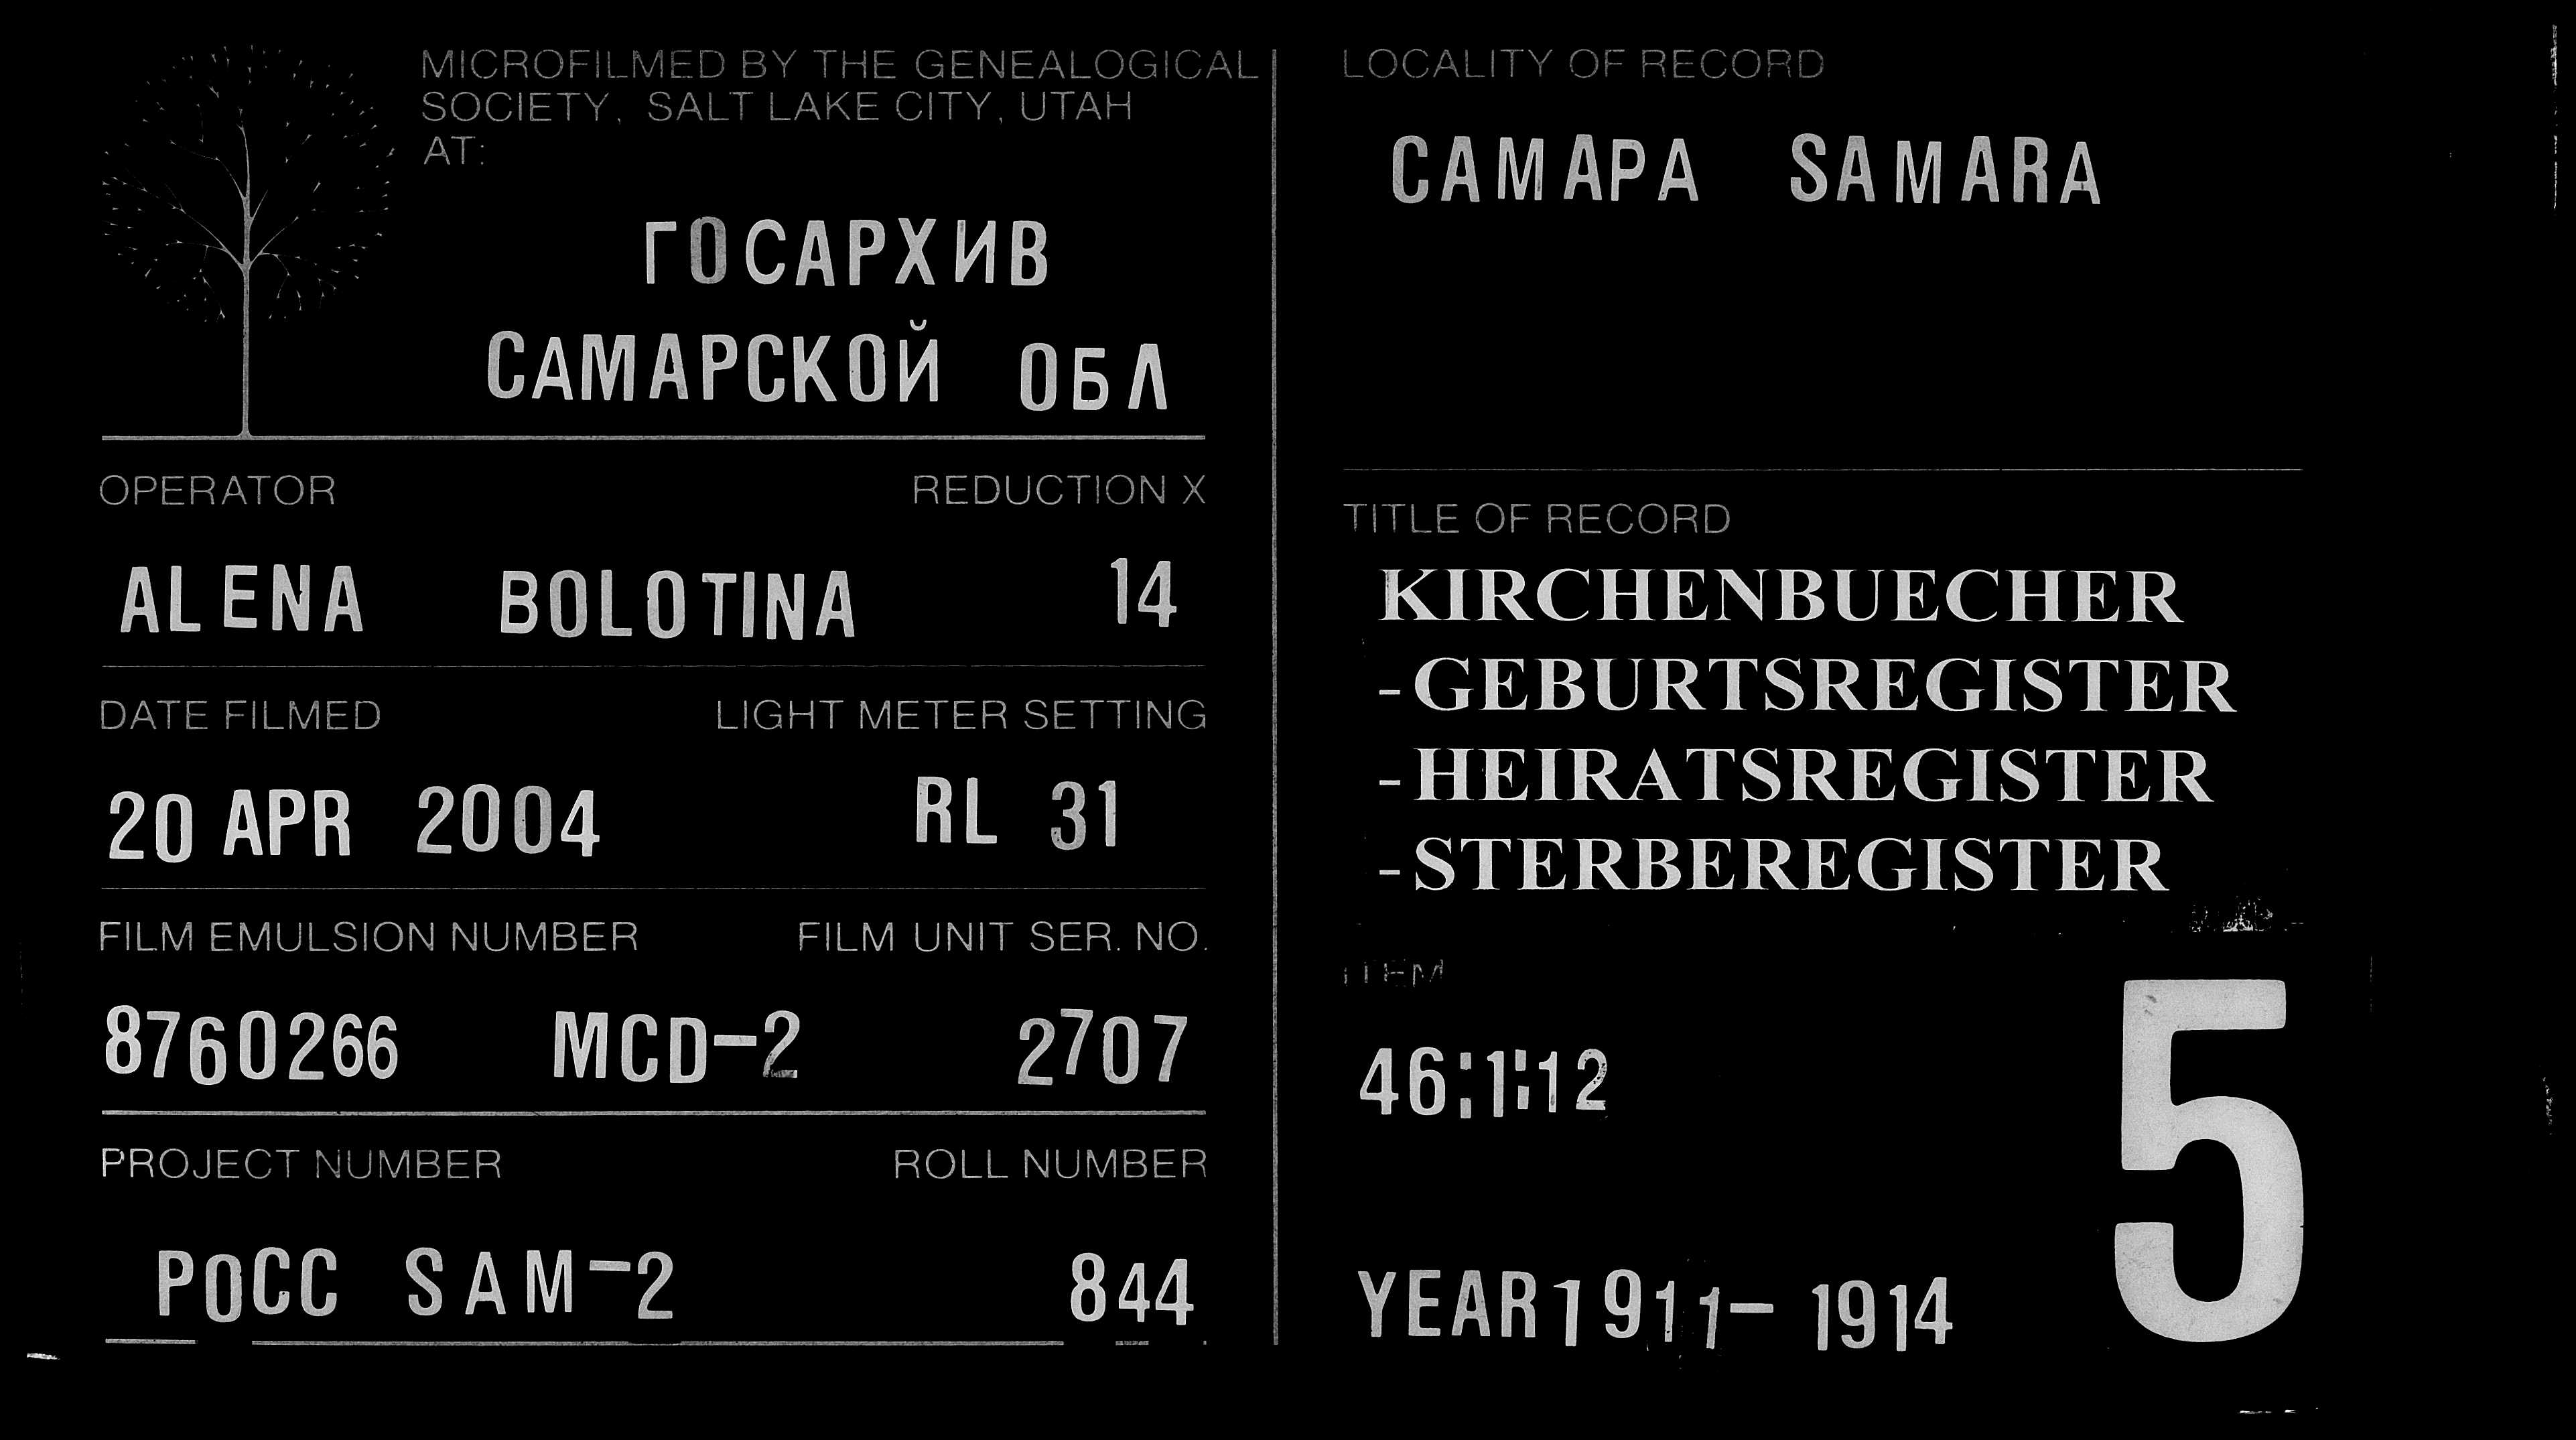 MICROFILMED BY THE GENEALOGICAL
SOCIETY, SALT LAKE CITY, UTAH
AT:
ГОСАРХИВ
САМАРСКОЙ ОБЛ
OPERATOR REDUCTION X
ALENA BOLOTINA 14
DATE FILMED LIGHT METER SETTING
20 APR 2004 RL 31
FILM EMULSION NUMBER FILM UNIT SER. NO.
8760266 MCD-2 2707
PROJECT NUMBER ROLL NUMBER
РОСС SAM-2 844
LOCALITY OF RECORD
САМАРА SAMARA
TITLE OF RECORD
KIRCHENBUECHER
-GEBURTSREGISTER
-HEIRATSREGISTER
-STERBEREGISTER
ITEM
46:1:12
5
YEAR 1911- 1914